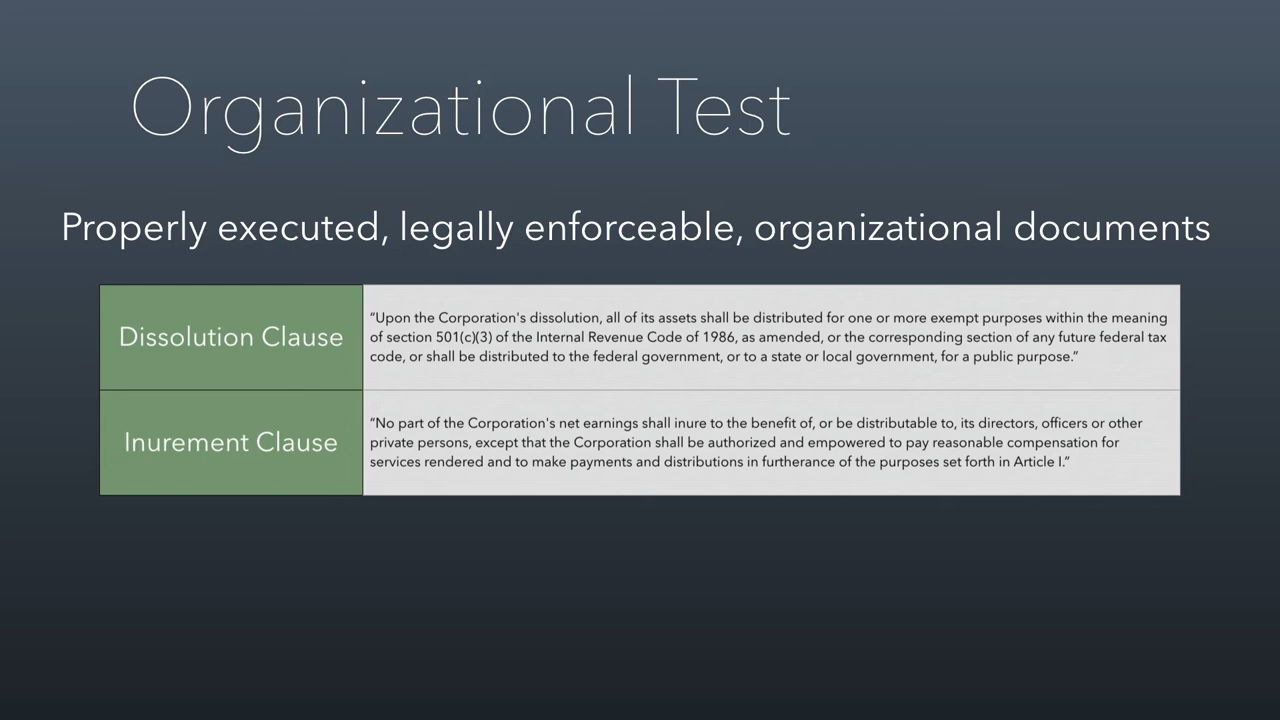 Organizational Test
Properly executed, legally enforceable, organizational documents
Dissolution Clause
“Upon the Corporation's dissolution, all of its assets shall be distributed for one or more exempt purposes within the meaning
of section 501(c)(3) of the Internal Revenue Code of 1986, as amended, or the corresponding section of any future federal tax
code, or shall be distributed to the federal government, or to a state or local government, for a public purpose.”
Inurement Clause
“No part of the Corporation's net earnings shall inure to the benefit of, or be distributable to, its directors, officers or other
private persons, except that the Corporation shall be authorized and empowered to pay reasonable compensation for
services rendered and to make payments and distributions in furtherance of the purposes set forth in Article I.”